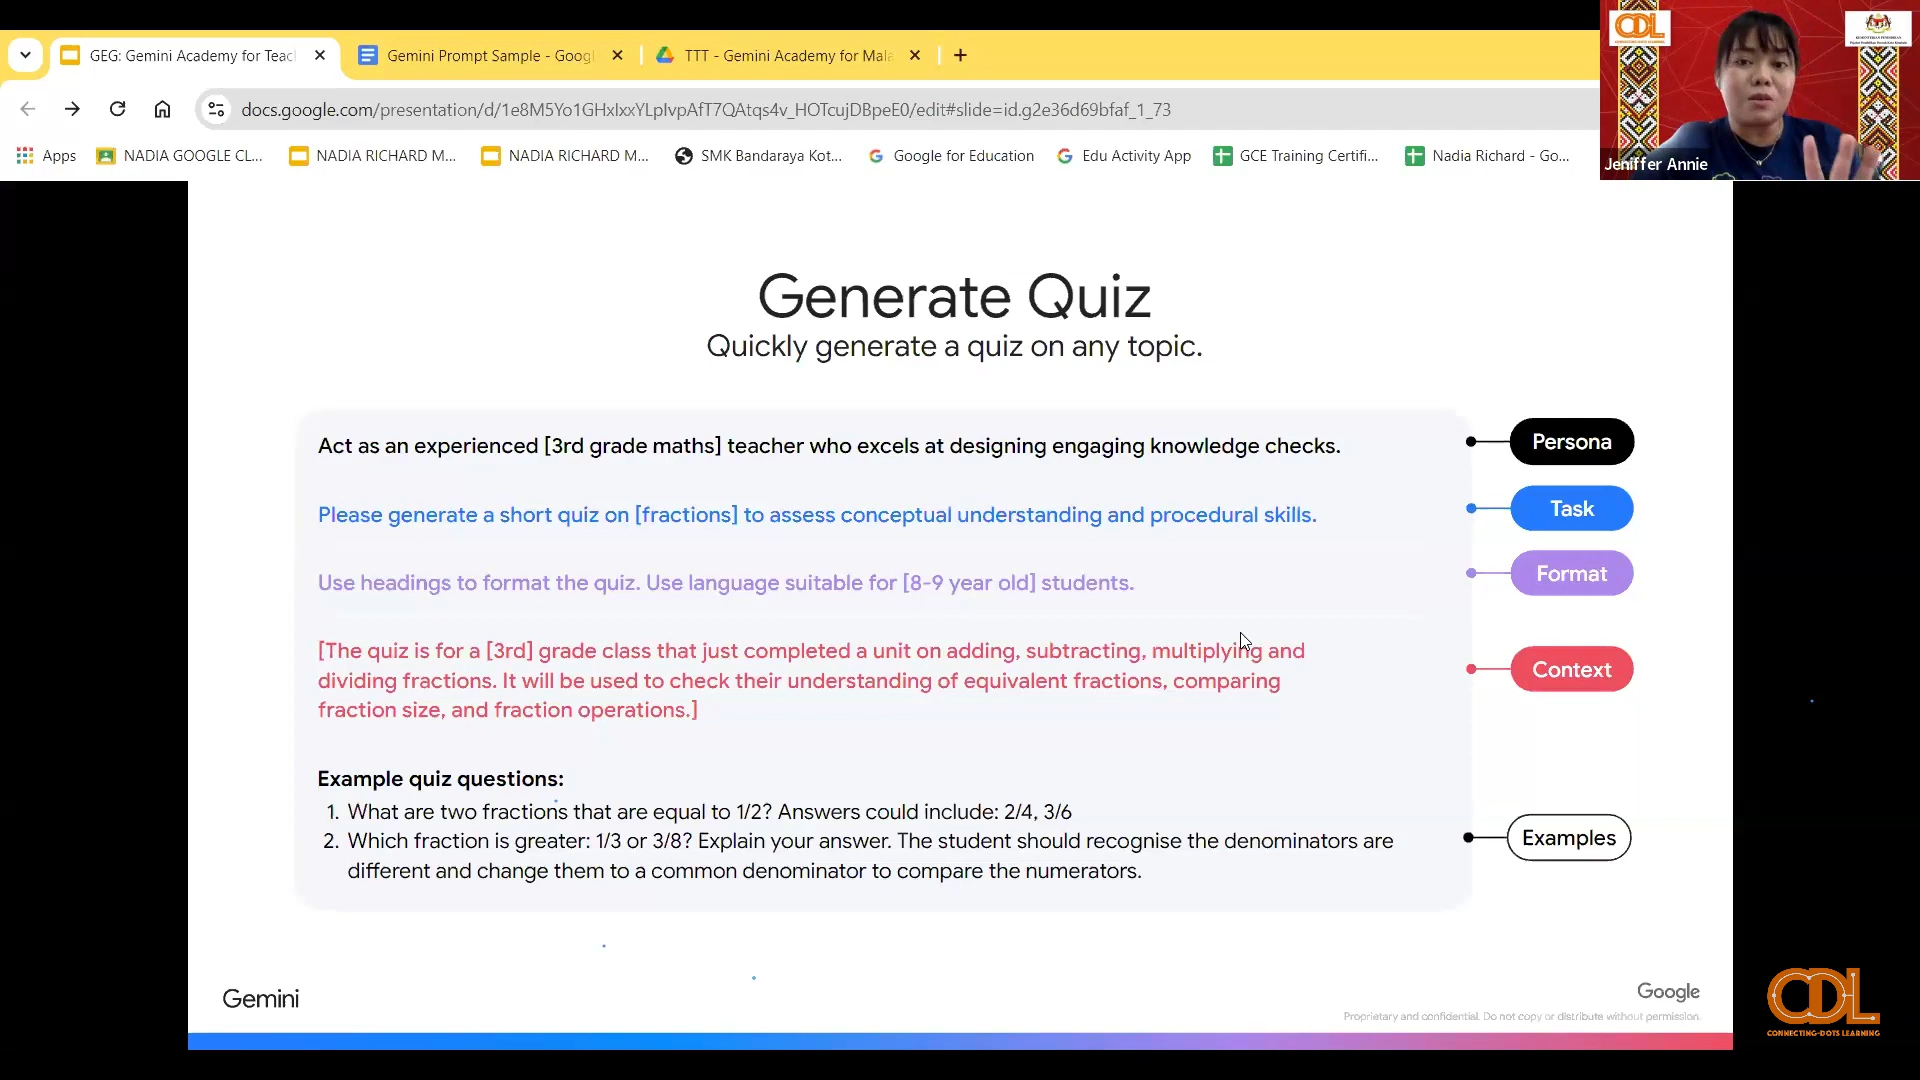 GEG: Gemini Academy for Teac
Gemini Prompt Sample - Googl
TTT - Gemini Academy for Mala
docs.google.com/presentation/d/1e8M5Yo1GHxIxxYLpIvpAfT7QAtqs4v_HOTcujDBpeE0/edit#slide=id.g2e36d69bfaf_1_73
Apps
NADIA GOOGLE CL...
NADIA RICHARD M...
NADIA RICHARD M...
SMK Bandaraya Kot...
Google for Education
Edu Activity App
GCE Training Certifi...
Nadia Richard - Go...
CDL
Jeniffer Annie
Generate Quiz
Quickly generate a quiz on any topic.
Act as an experienced [3rd grade maths] teacher who excels at designing engaging knowledge checks.
Persona
Please generate a short quiz on [fractions] to assess conceptual understanding and procedural skills.
Task
Use headings to format the quiz. Use language suitable for [8-9 year old] students.
Format
[The quiz is for a [3rd] grade class that just completed a unit on adding, subtracting, multiplying and
dividing fractions. It will be used to check their understanding of equivalent fractions, comparing
fraction size, and fraction operations.]
Context
Example quiz questions:
1. What are two fractions that are equal to 1/2? Answers could include: 2/4, 3/6
2. Which fraction is greater: 1/3 or 3/8? Explain your answer. The student should recognise the denominators are
different and change them to a common denominator to compare the numerators.
Examples
Gemini
Google
Proprietary and confidential. Do not copy or distribute without permission.
CDL
CONNECTING-DOTS LEARNING